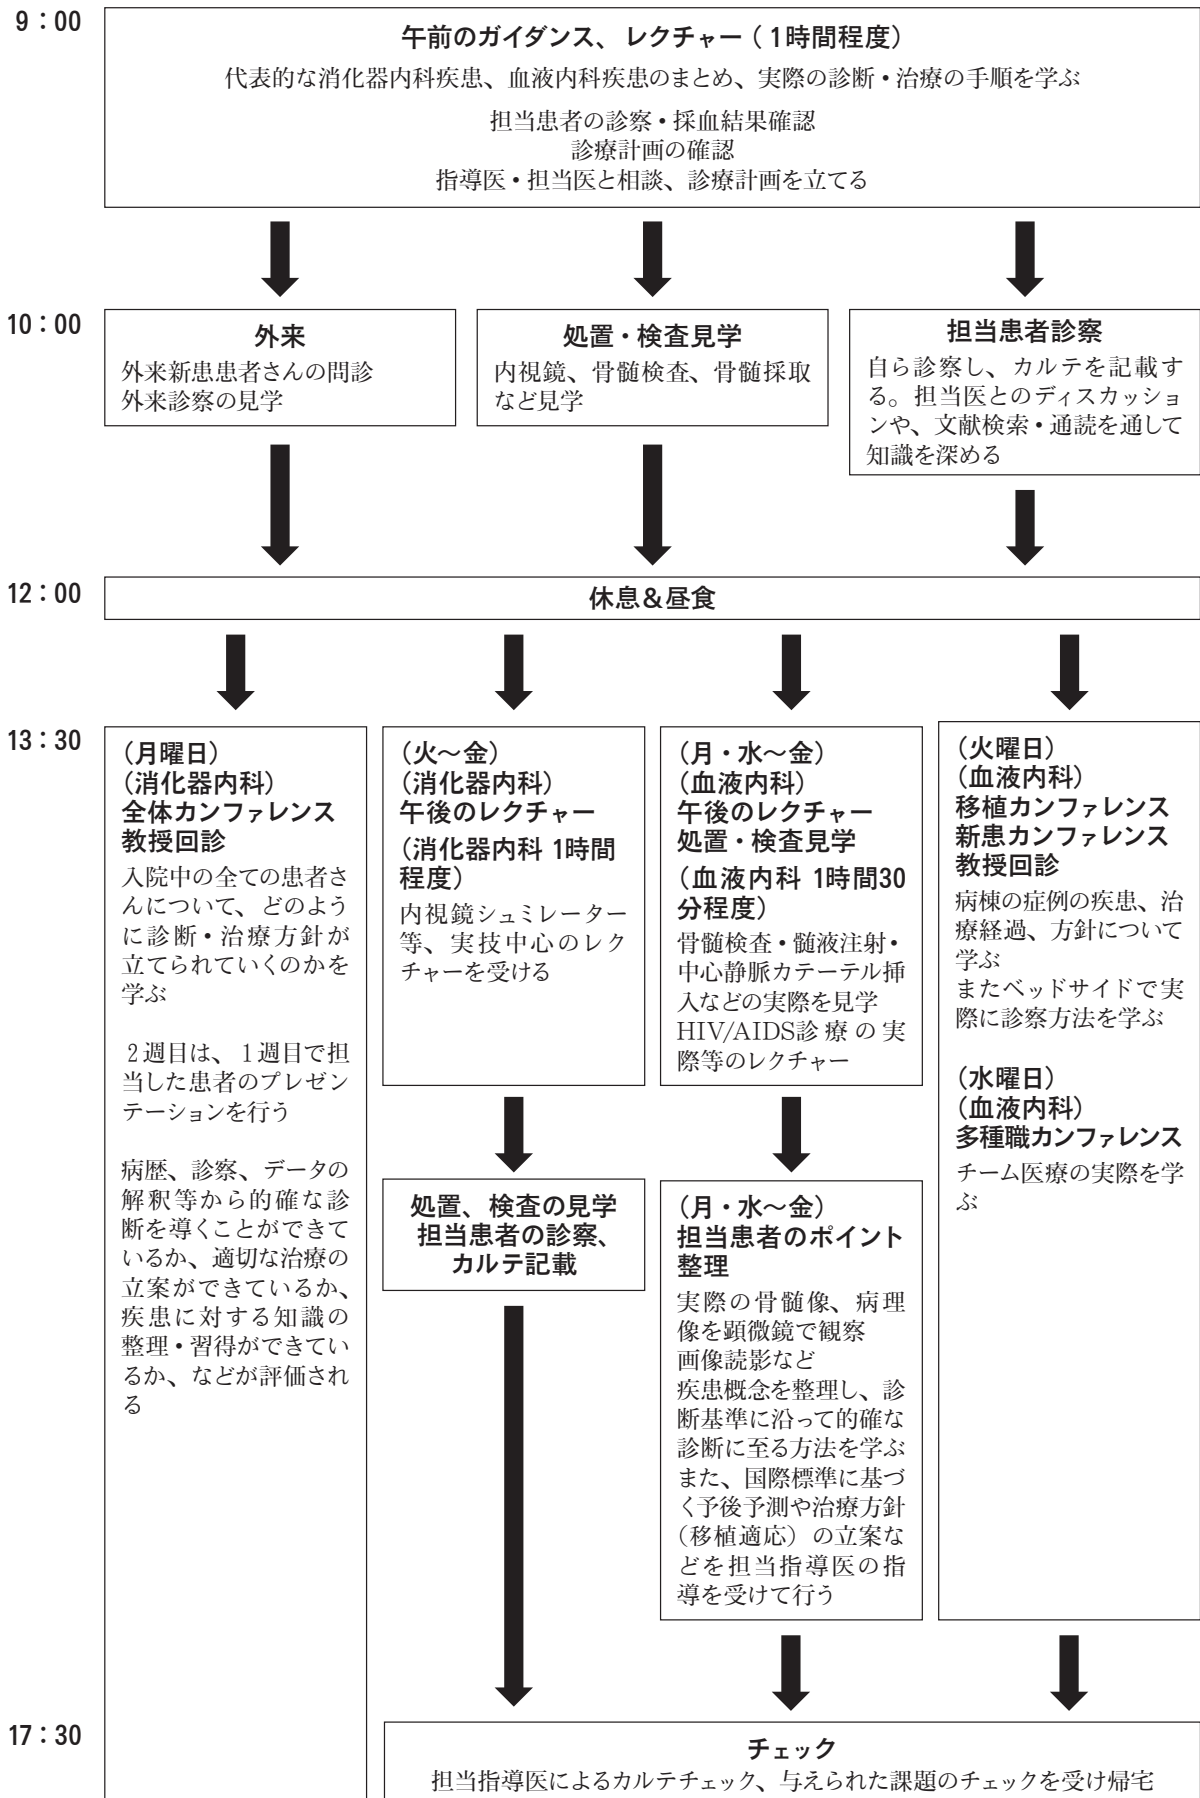 9：00
午前のガイダンス、レクチャー（1時間程度）
代表的な消化器内科疾患、血液内科疾患のまとめ、実際の診断・治療の手順を学ぶ
担当患者の診察・採血結果確認
診療計画の確認
指導医・担当医と相談、診療計画を立てる
10：00
外来
外来新患患者さんの問診
外来診察の見学
処置・検査見学
内視鏡、骨髄検査、骨髄採取
など見学
担当患者診察
自ら診察し、カルテを記載す
る。担当医とのディスカッショ
ンや、文献検索・通読を通して
知識を深める
12：00
休息＆昼食
13：30
（月曜日）
（消化器内科）
全体カンファレンス
教授回診
入院中の全ての患者さ
んについて、どのよう
に診断・治療方針が
立てられていくのかを
学ぶ
2週目は、1週目で担
当した患者のプレゼン
テーションを行う
病歴、診察、データの
解釈等から的確な診
断を導くことができて
いるか、適切な治療の
立案ができているか、
疾患に対する知識の
整理・習得ができてい
るか、などが評価され
る
（火〜金）
（消化器内科）
午後のレクチャー
（消化器内科 1時間
程度）
内視鏡シュミレーター
等、実技中心のレク
チャーを受ける
処置、検査の見学
担当患者の診察、
カルテ記載
（月・水〜金）
（血液内科）
午後のレクチャー
処置・検査見学
（血液内科 1時間30
分程度）
骨髄検査・髄液注射・
中心静脈カテーテル挿
入などの実際を見学
HIV/AIDS診療の実
際等のレクチャー
（月・水〜金）
担当患者のポイント
整理
実際の骨髄像、病理
像を顕微鏡で観察
画像読影など
疾患概念を整理し、診
断基準に沿って的確な
診断に至る方法を学ぶ
また、国際標準に基づ
く予後予測や治療方針
（移植適応）の立案な
どを担当指導医の指
導を受けて行う
（火曜日）
（血液内科）
移植カンファレンス
新患カンファレンス
教授回診
病棟の症例の疾患、治
療経過、方針について
学ぶ
またベッドサイドで実
際に診察方法を学ぶ
（水曜日）
（血液内科）
多種職カンファレンス
チーム医療の実際を学
ぶ
17：30
チェック
担当指導医によるカルテチェック、与えられた課題のチェックを受け帰宅